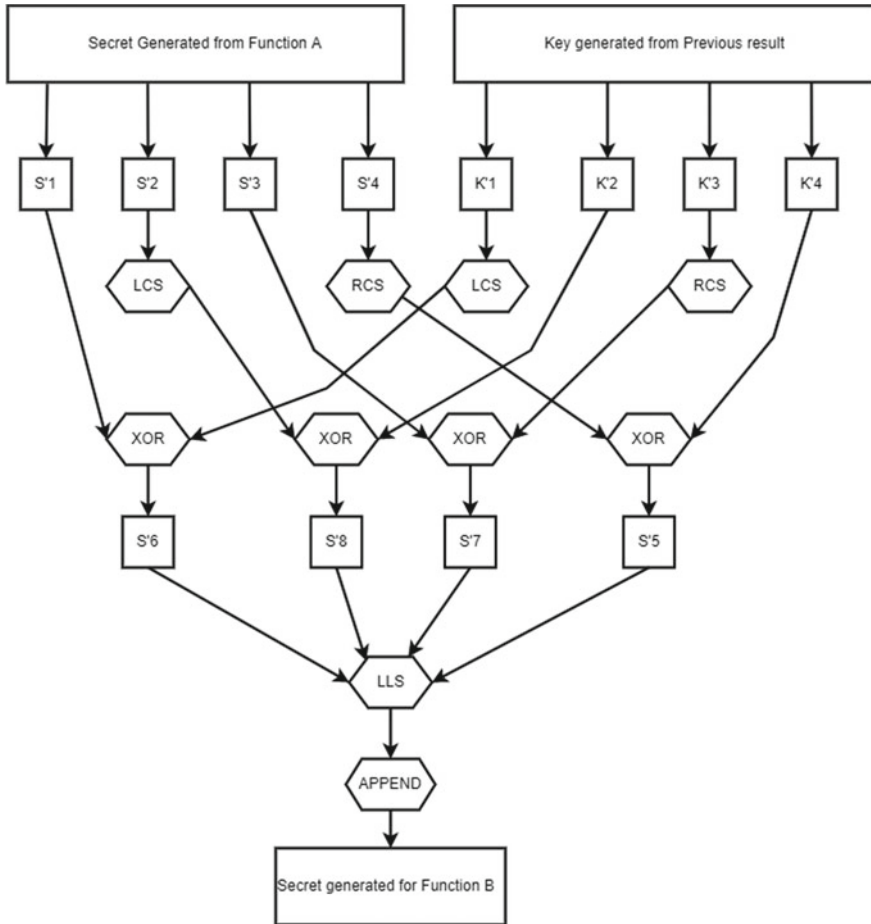 Secret Generated from Function A
Key generated from Previous result
S'1
S'2
S'3
S'4
K'1
K'2
K'3
K'4
LCS
RCS
LCS
RCS
XOR
XOR
XOR
XOR
S'6
S'8
S'7
S'5
LLS
APPEND
Secret generated for Function B